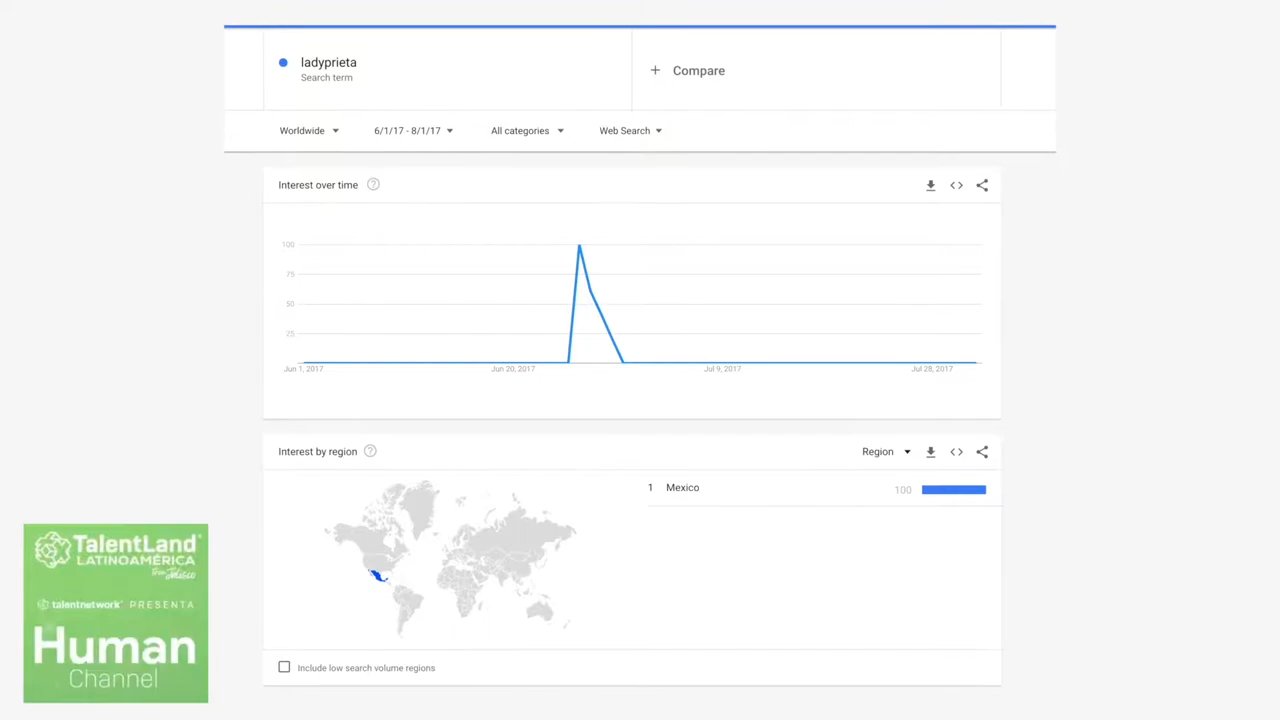 ladyprieta
Search term
+ Compare
Worldwide
6/1/17 - 8/1/17
All categories
Web Search
Interest over time
100
75
50
25
Jun 1, 2017
Jun 20, 2017
Jul 9, 2017
Jul 28, 2017
Interest by region
Region
1 Mexico 100
Include low search volume regions
TalentLand
LATINOAMÉRICA
from Jalisco
talentnetwork PRESENTA
Human
Channel